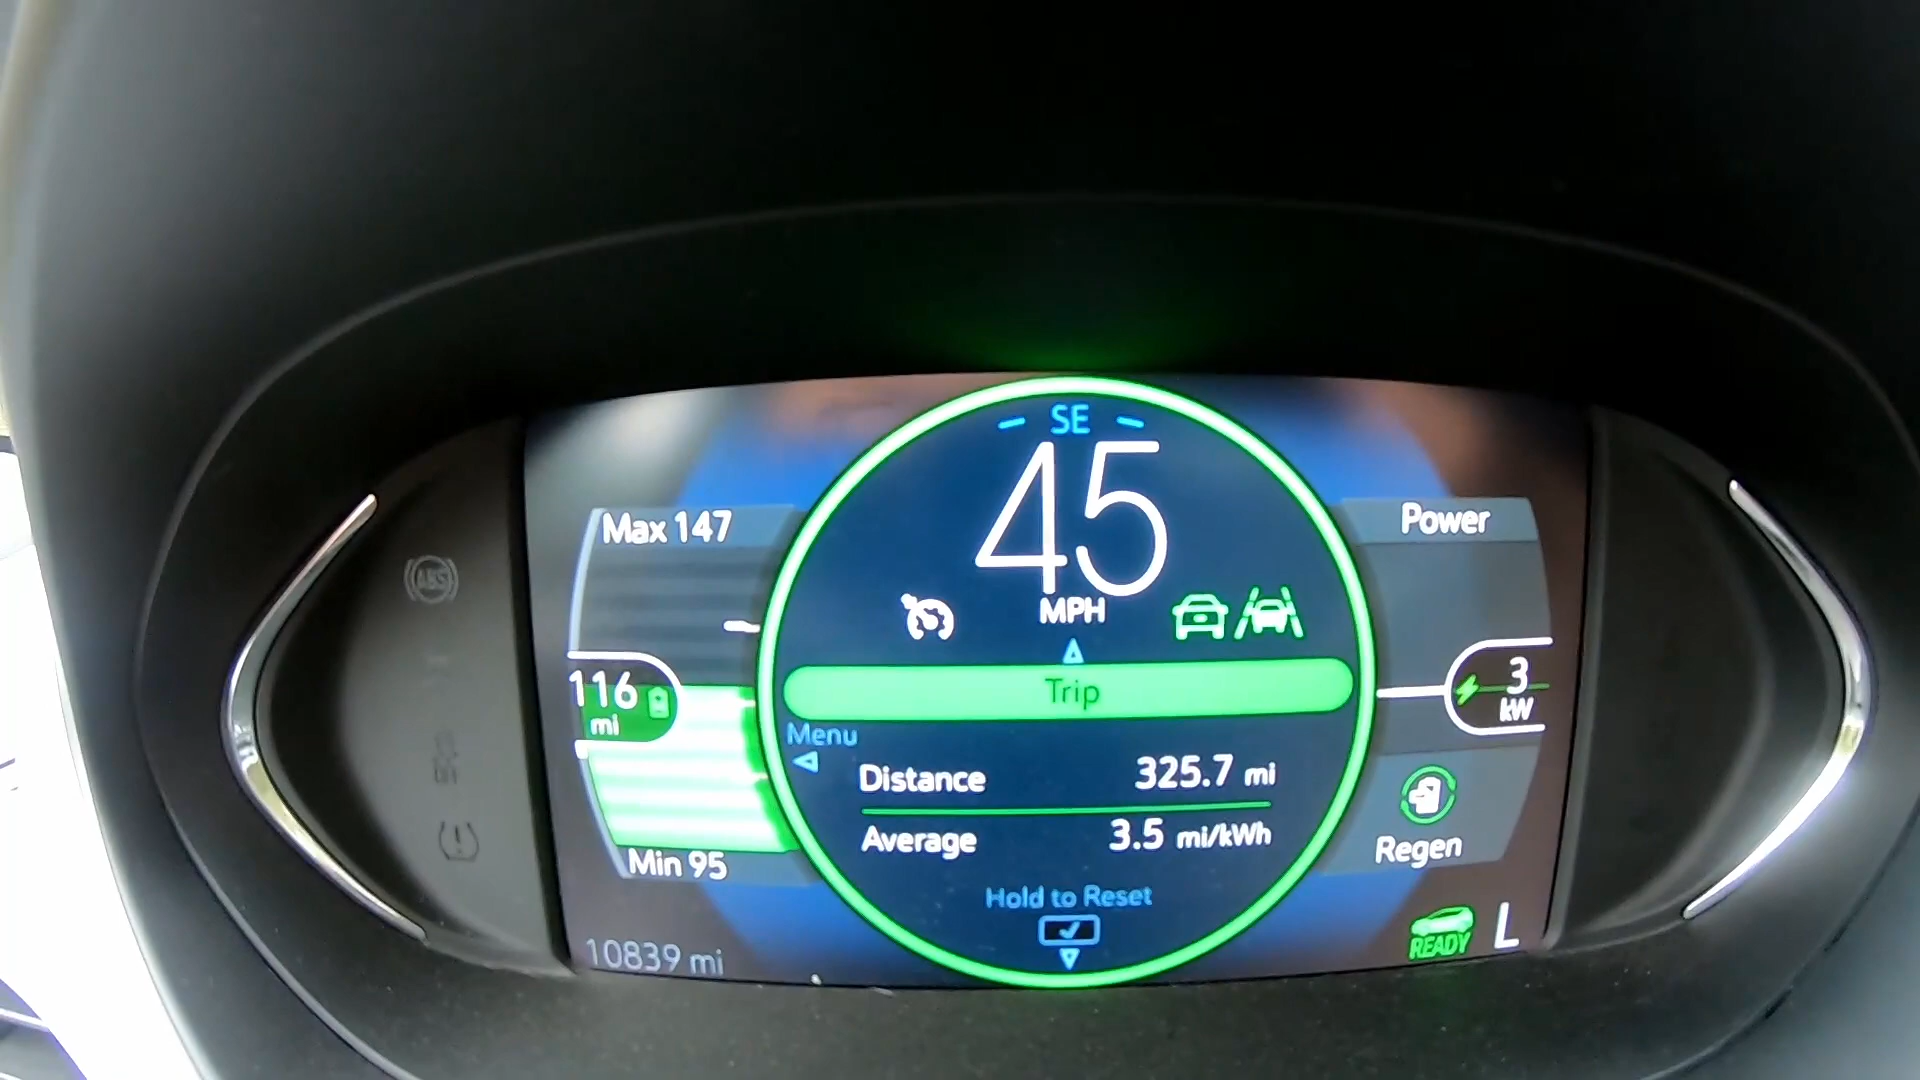 SE
45
MPH
Max 147
Power
116
mi
Trip
3
kW
Menu
Distance 325.7 mi
Average 3.5 mi/kWh
Regen
Min 95
Hold to Reset
READY L
10839 mi
ABS